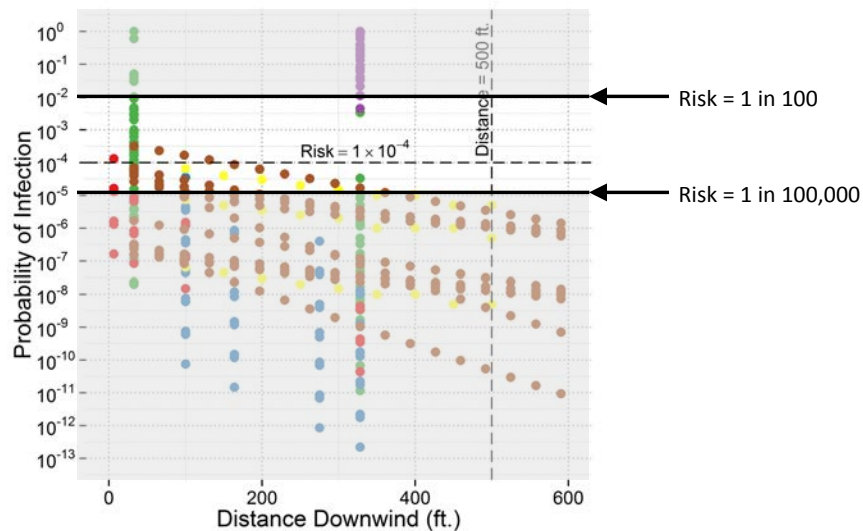 10⁰
10⁻¹
10⁻²
10⁻³
10⁻⁴
10⁻⁵
10⁻⁶
10⁻⁷
10⁻⁸
10⁻⁹
10⁻¹⁰
10⁻¹¹
10⁻¹²
10⁻¹³
Probability of Infection
Distance = 500 ft.
Risk = 1 × 10⁻⁴
Risk = 1 in 100
Risk = 1 in 100,000
0 200 400 600
Distance Downwind (ft.)